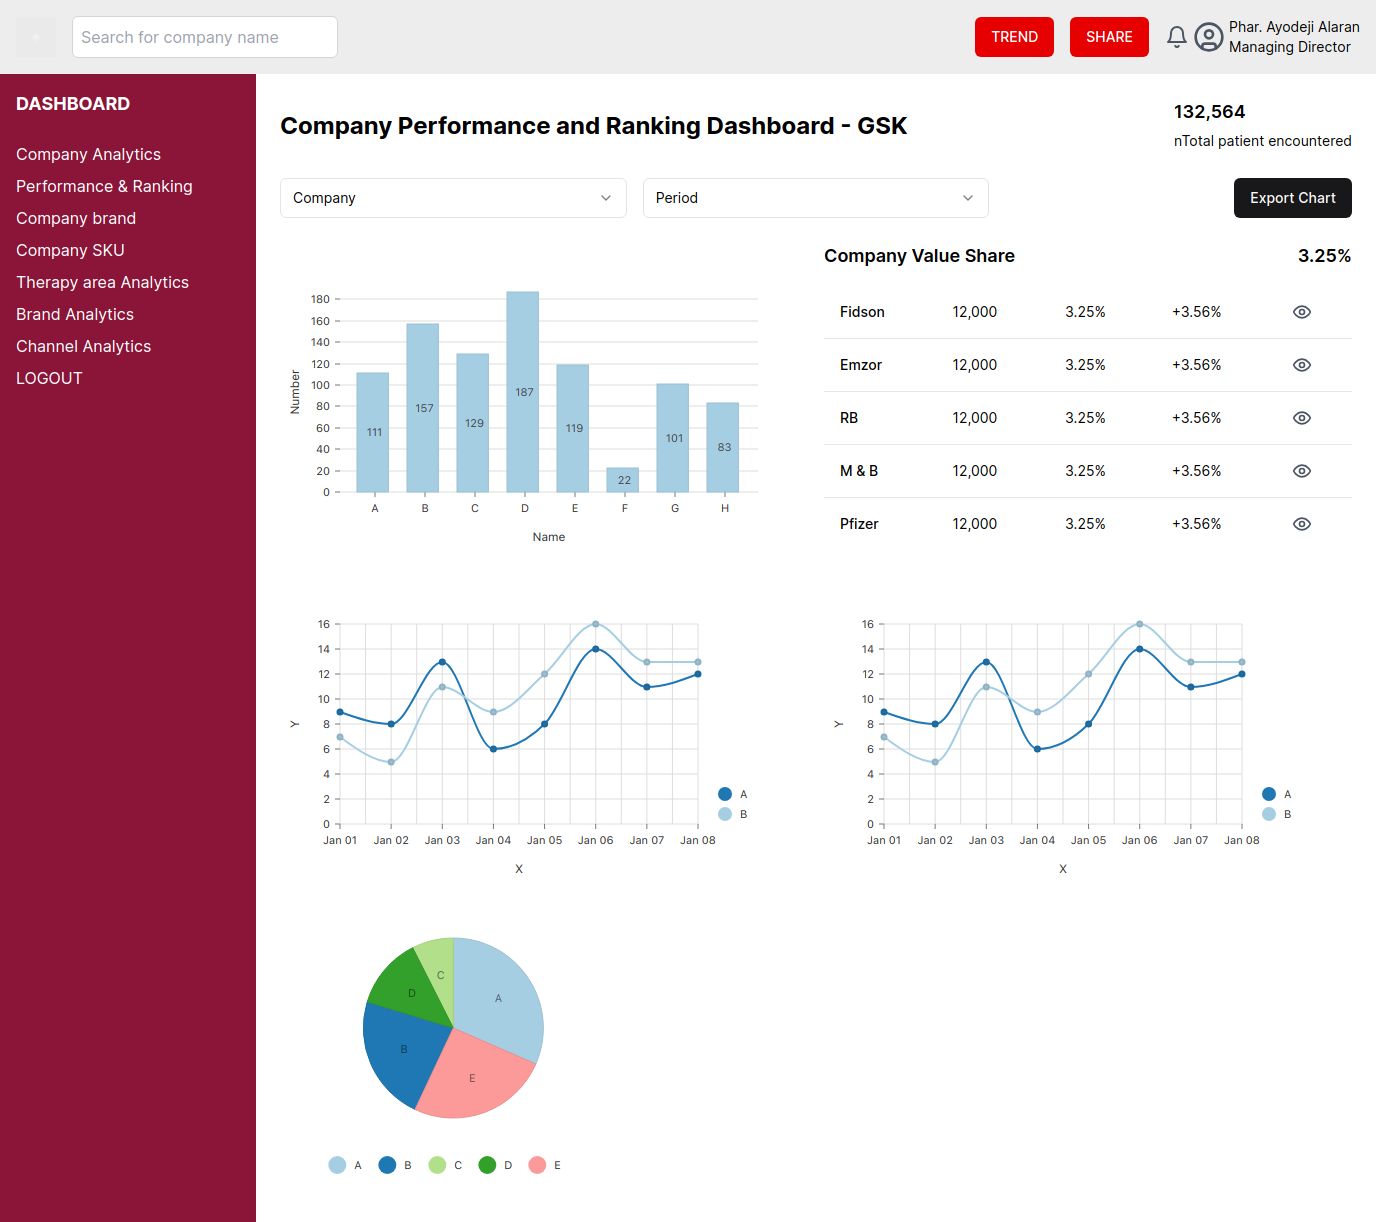 Search for company name
TREND
SHARE
Phar. Ayodeji Alaran
Managing Director
DASHBOARD
Company Analytics
Performance & Ranking
Company brand
Company SKU
Therapy area Analytics
Brand Analytics
Channel Analytics
LOGOUT
Company Performance and Ranking Dashboard - GSK
132,564
nTotal patient encountered
Company
Period
Export Chart
180
160
140
120
100
80
60
40
20
0
Number
111
157
129
187
119
22
101
83
A B C D E F G H
Name
Company Value Share 3.25%
Fidson 12,000 3.25% +3.56%
Emzor 12,000 3.25% +3.56%
RB 12,000 3.25% +3.56%
M & B 12,000 3.25% +3.56%
Pfizer 12,000 3.25% +3.56%
16
14
12
10
8
6
4
2
0
Y
Jan 01 Jan 02 Jan 03 Jan 04 Jan 05 Jan 06 Jan 07 Jan 08
X
A
B
16
14
12
10
8
6
4
2
0
Y
Jan 01 Jan 02 Jan 03 Jan 04 Jan 05 Jan 06 Jan 07 Jan 08
X
A
B
C
A
D
B
E
A B C D E